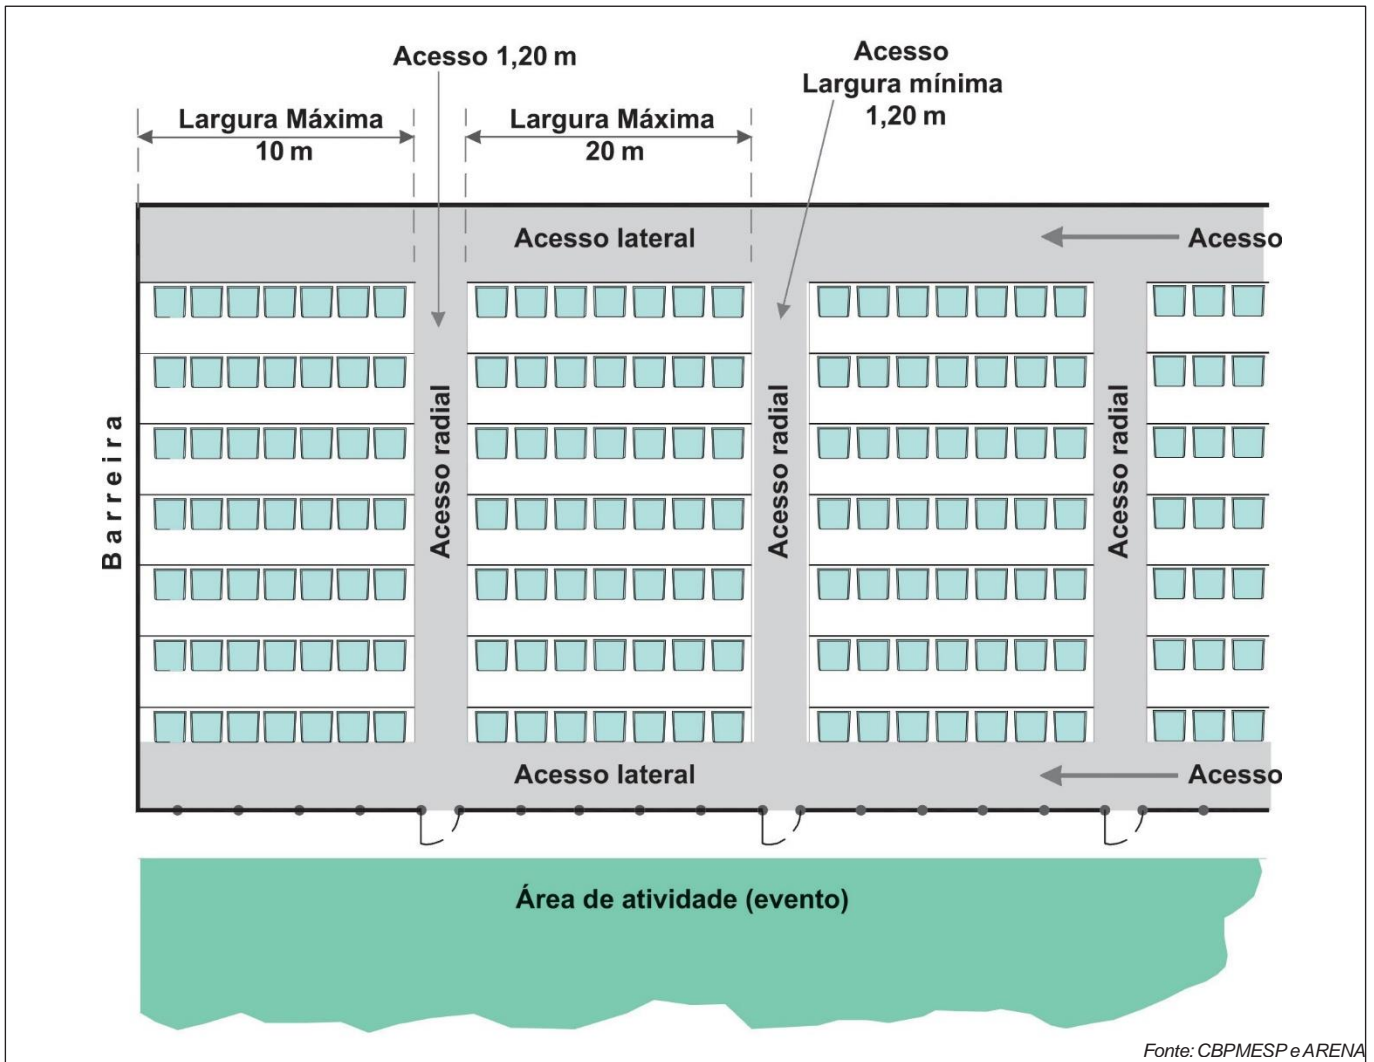 Acesso 1,20 m
Acesso
Largura mínima
1,20 m
Largura Máxima
10 m
Largura Máxima
20 m
Acesso lateral
Acesso
Barreira
Acesso radial
Acesso radial
Acesso radial
Acesso lateral
Acesso
Área de atividade (evento)
Fonte: CBPMESP e ARENA